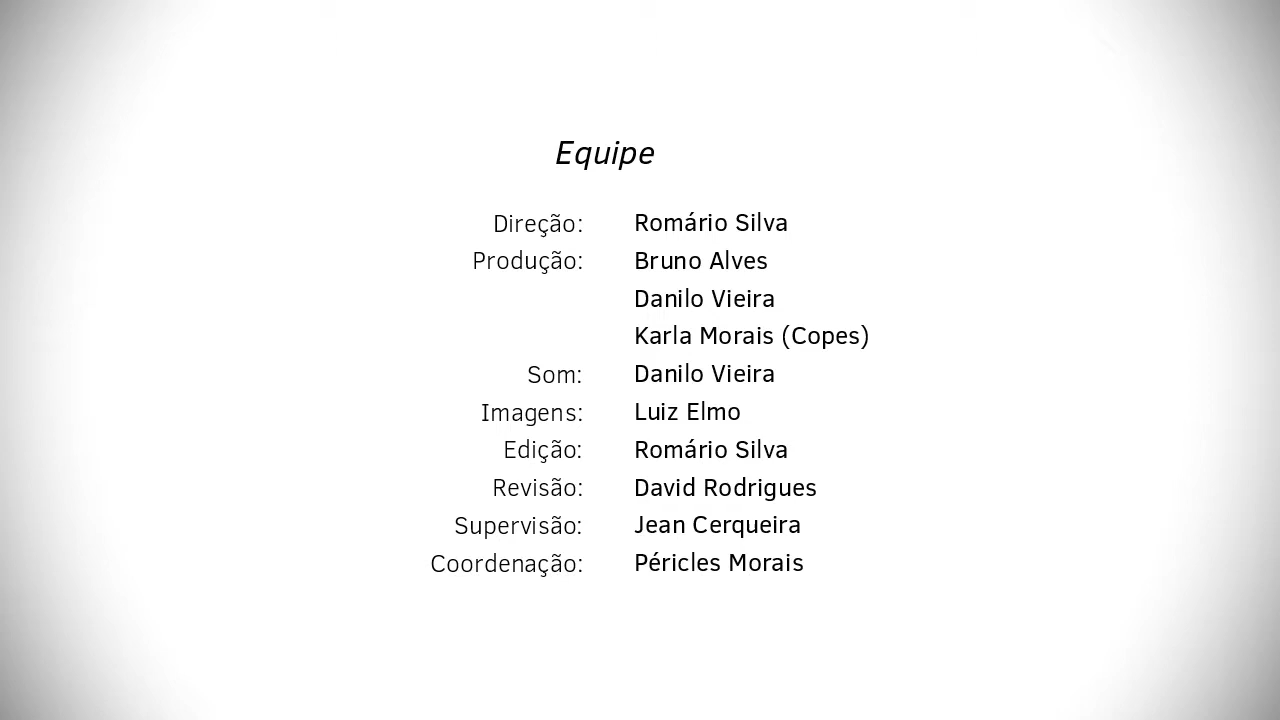 Equipe
Direção: Romário Silva
Produção: Bruno Alves
Danilo Vieira
Karla Morais (Copes)
Som: Danilo Vieira
Imagens: Luiz Elmo
Edição: Romário Silva
Revisão: David Rodrigues
Supervisão: Jean Cerqueira
Coordenação: Péricles Morais